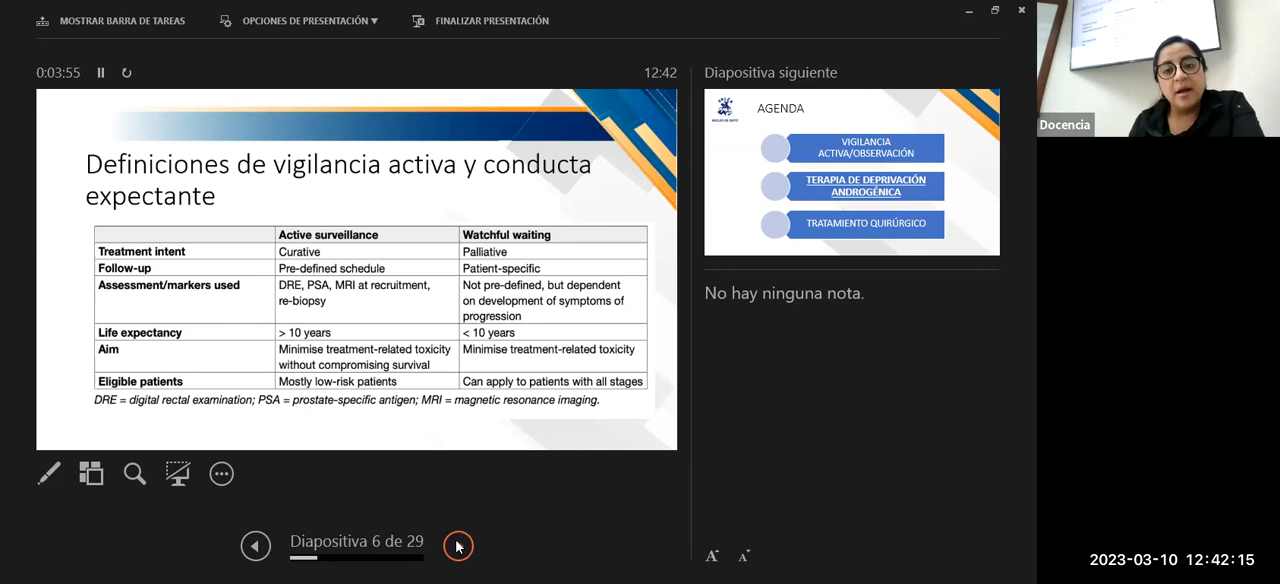 MOSTRAR BARRA DE TAREAS
OPCIONES DE PRESENTACIÓN ▼
FINALIZAR PRESENTACIÓN
0:03:55
12:42
Definiciones de vigilancia activa y conducta
expectante
Active surveillance Watchful waiting
Treatment intent Curative Palliative
Follow-up Pre-defined schedule Patient-specific
Assessment/markers used DRE, PSA, MRI at recruitment, Not pre-defined, but dependent
re-biopsy on development of symptoms of
progression
Life expectancy > 10 years < 10 years
Aim Minimise treatment-related toxicity Minimise treatment-related toxicity
without compromising survival
Eligible patients Mostly low-risk patients Can apply to patients with all stages
DRE = digital rectal examination; PSA = prostate-specific antigen; MRI = magnetic resonance imaging.
Diapositiva 6 de 29
Diapositiva siguiente
AGENDA
VIGILANCIA
ACTIVA/OBSERVACIÓN
TERAPIA DE DEPRIVACIÓN
ANDROGÉNICA
TRATAMIENTO QUIRÚRGICO
No hay ninguna nota.
A A
Docencia
2023-03-10 12:42:15